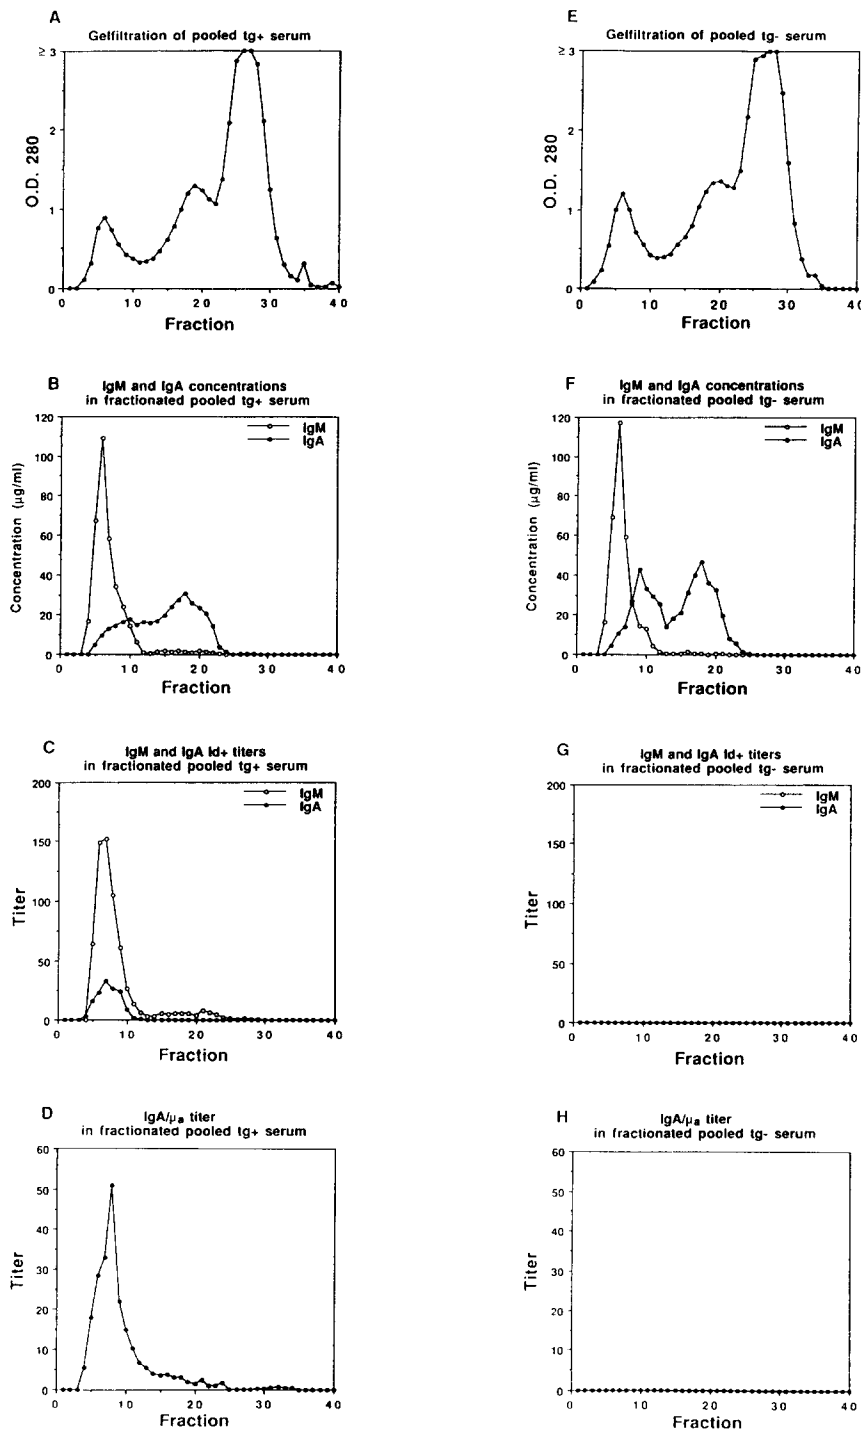 A
Gelfiltration of pooled tg+ serum
≥ 3
2
1
0
O.D. 280
0 10 20 30 40
Fraction
E
Gelfiltration of pooled tg- serum
≥ 3
2
1
0
O.D. 280
0 10 20 30 40
Fraction
B
IgM and IgA concentrations
in fractionated pooled tg+ serum
IgM
IgA
120
100
80
60
40
20
0
Concentration (µg/ml)
0 10 20 30 40
Fraction
F
IgM and IgA concentrations
in fractionated pooled tg- serum
IgM
IgA
120
100
80
60
40
20
0
Concentration (µg/ml)
0 10 20 30 40
Fraction
C
IgM and IgA Id+ titers
in fractionated pooled tg+ serum
IgM
IgA
200
150
100
50
0
Titer
0 10 20 30 40
Fraction
G
IgM and IgA Id+ titers
in fractionated pooled tg- serum
IgM
IgA
200
150
100
50
0
Titer
0 10 20 30 40
Fraction
D
IgA/µa titer
in fractionated pooled tg+ serum
60
50
40
30
20
10
0
Titer
0 10 20 30 40
Fraction
H
IgA/µa titer
in fractionated pooled tg- serum
60
50
40
30
20
10
0
Titer
0 10 20 30 40
Fraction